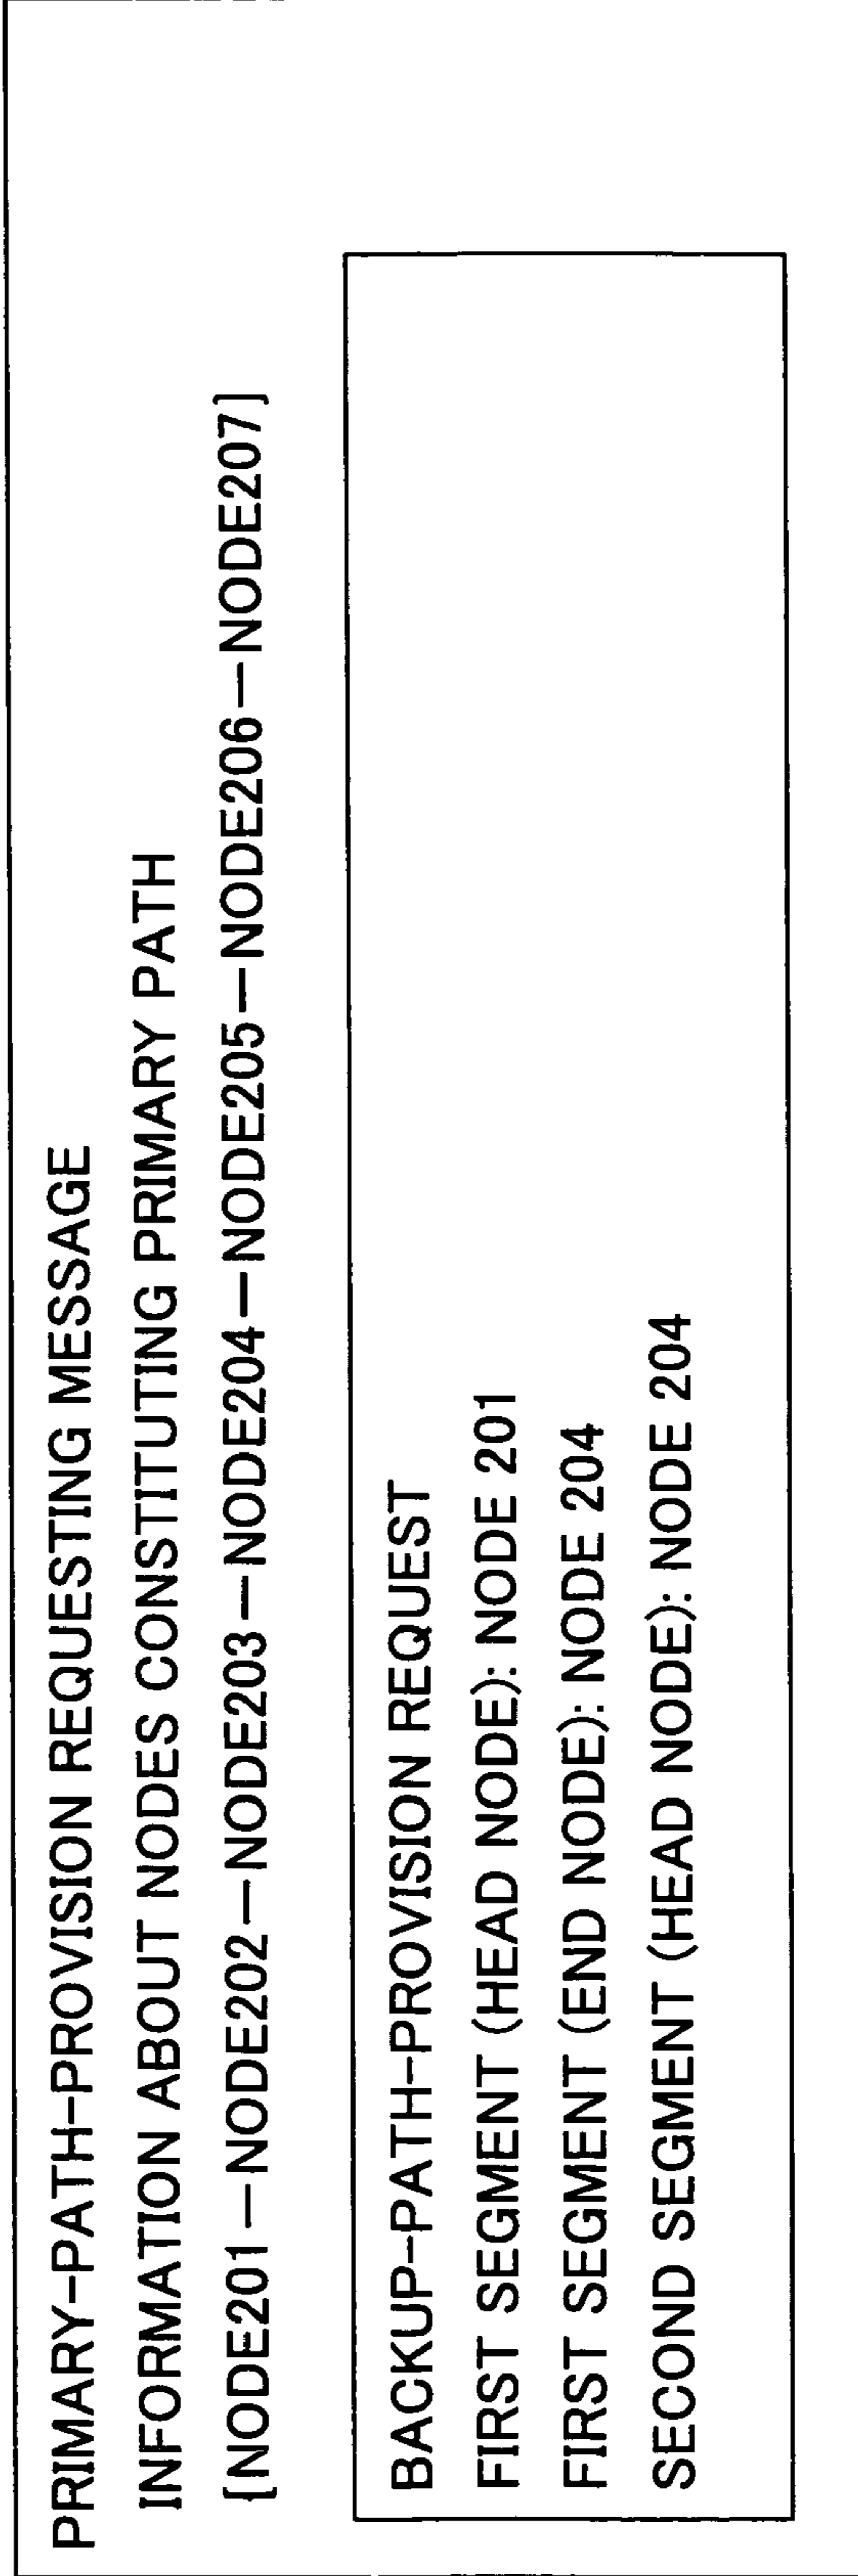 PRIMARY-PATH-PROVISION REQUESTING MESSAGE
INFORMATION ABOUT NODES CONSTITUTING PRIMARY PATH
[NODE201—NODE202—NODE203—NODE204—NODE205—NODE206—NODE207]
BACKUP-PATH-PROVISION REQUEST
FIRST SEGMENT (HEAD NODE): NODE 201
FIRST SEGMENT (END NODE): NODE 204
SECOND SEGMENT (HEAD NODE): NODE 204